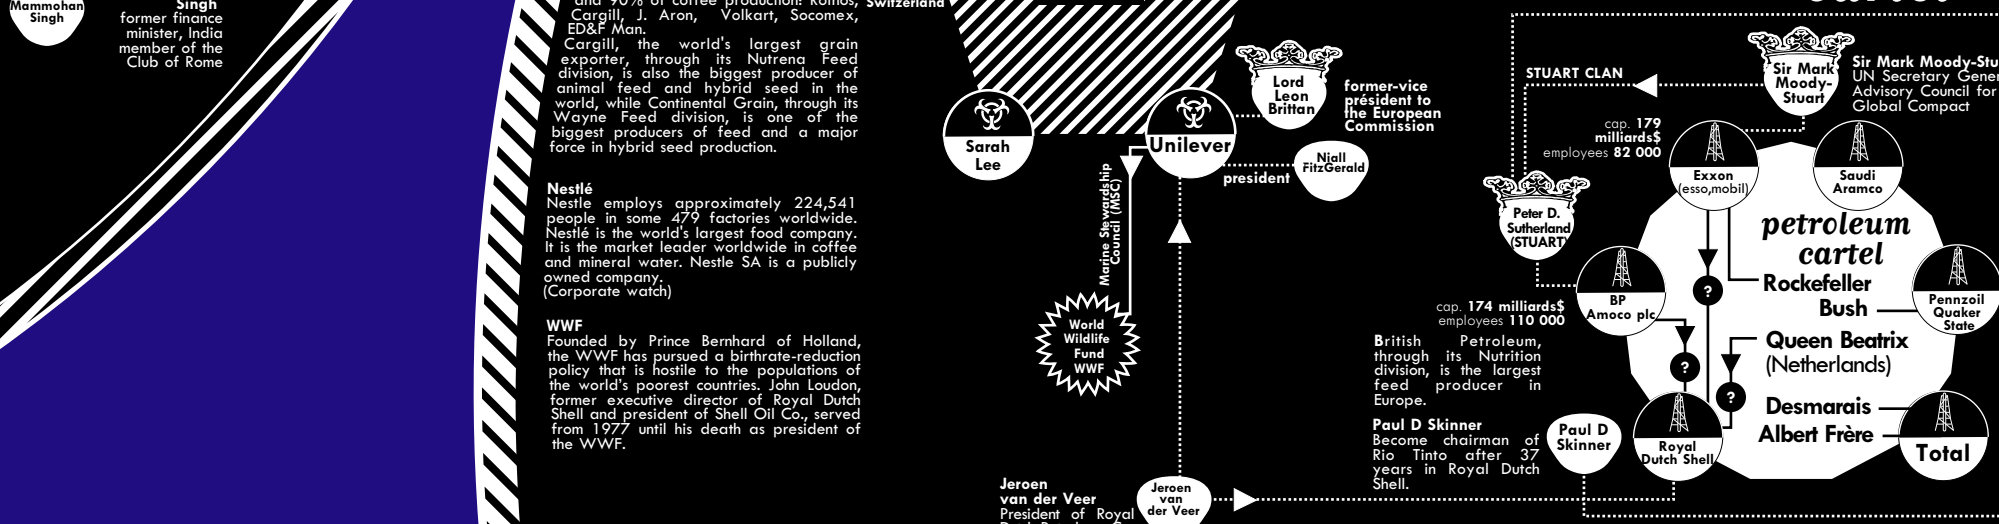 Mammohan
Singh
Singh
former finance
minister, India
member of the
Club of Rome
and 90% of coffee production:
Cargill, J. Aron, Volkart, Socomex,
ED&F Man.
Cargill, the world's largest grain
exporter, through its Nutrena Feed
division, is also the biggest producer of
animal feed and hybrid seed in the
world, while Continental Grain, through its
Wayne Feed division, is one of the
biggest producers of feed and a major
force in hybrid seed production.
Nestlé
Nestle employs approximately 224,541
people in some 479 factories worldwide.
Nestlé is the world's largest food company.
It is the market leader worldwide in coffee
and mineral water. Nestle SA is a publicly
owned company.
(Corporate watch)
WWF
Founded by Prince Bernhard of Holland,
the WWF has pursued a birthrate-reduction
policy that is hostile to the populations of
the world's poorest countries. John Loudon,
former executive director of Royal Dutch
Shell and president of Shell Oil Co., served
from 1977 until his death as president of
the WWF.
Switzerland
Sarah
Lee
Unilever
Lord
Leon
Brittan
former-vice
président to
the European
Commission
president
Niall
FitzGerald
Marine Stewardship
Council (MSC)
World
Wildlife
Fund
WWF
Jeroen
van der Veer
President of Royal
Jeroen
van
der Veer
STUART CLAN
Sir Mark
Moody-
Stuart
Sir Mark Moody-Stu
UN Secretary Gener
Advisory Council for
Global Compact
cap. 179
milliards$
employees 82 000
Exxon
(esso,mobil)
Saudi
Aramco
Peter D.
Sutherland
(STUART)
petroleum
cartel
BP
Amoco plc
cap. 174 milliards$
employees 110 000
British Petroleum,
through its Nutrition
division, is the largest
feed producer in
Europe.
Paul D Skinner
Become chairman of
Rio Tinto after 37
years in Royal Dutch
Shell.
Paul D
Skinner
?
?
?
Rockefeller
Bush
Pennzoil
Quaker
State
Queen Beatrix
(Netherlands)
Desmarais
Albert Frère
Royal
Dutch Shell
Total